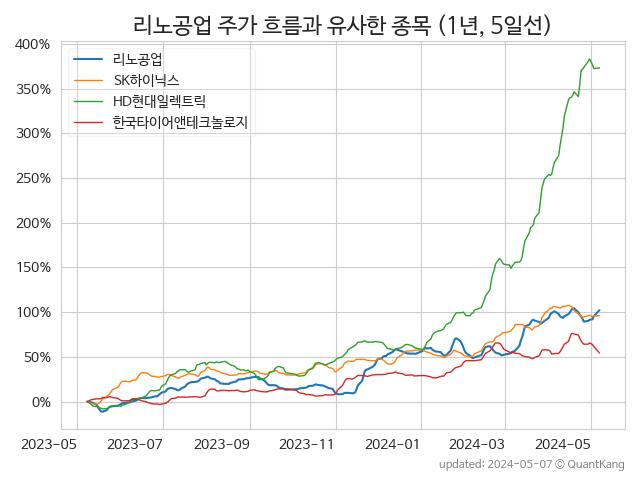 리노공업 주가 흐름과 유사한 종목 (1년, 5일선)
400%
350%
300%
250%
200%
150%
100%
50%
0%
리노공업
SK하이닉스
HD현대일렉트릭
한국타이어앤테크놀로지
2023-05 2023-07 2023-09 2023-11 2024-01 2024-03 2024-05
updated: 2024-05-07 © QuantKang